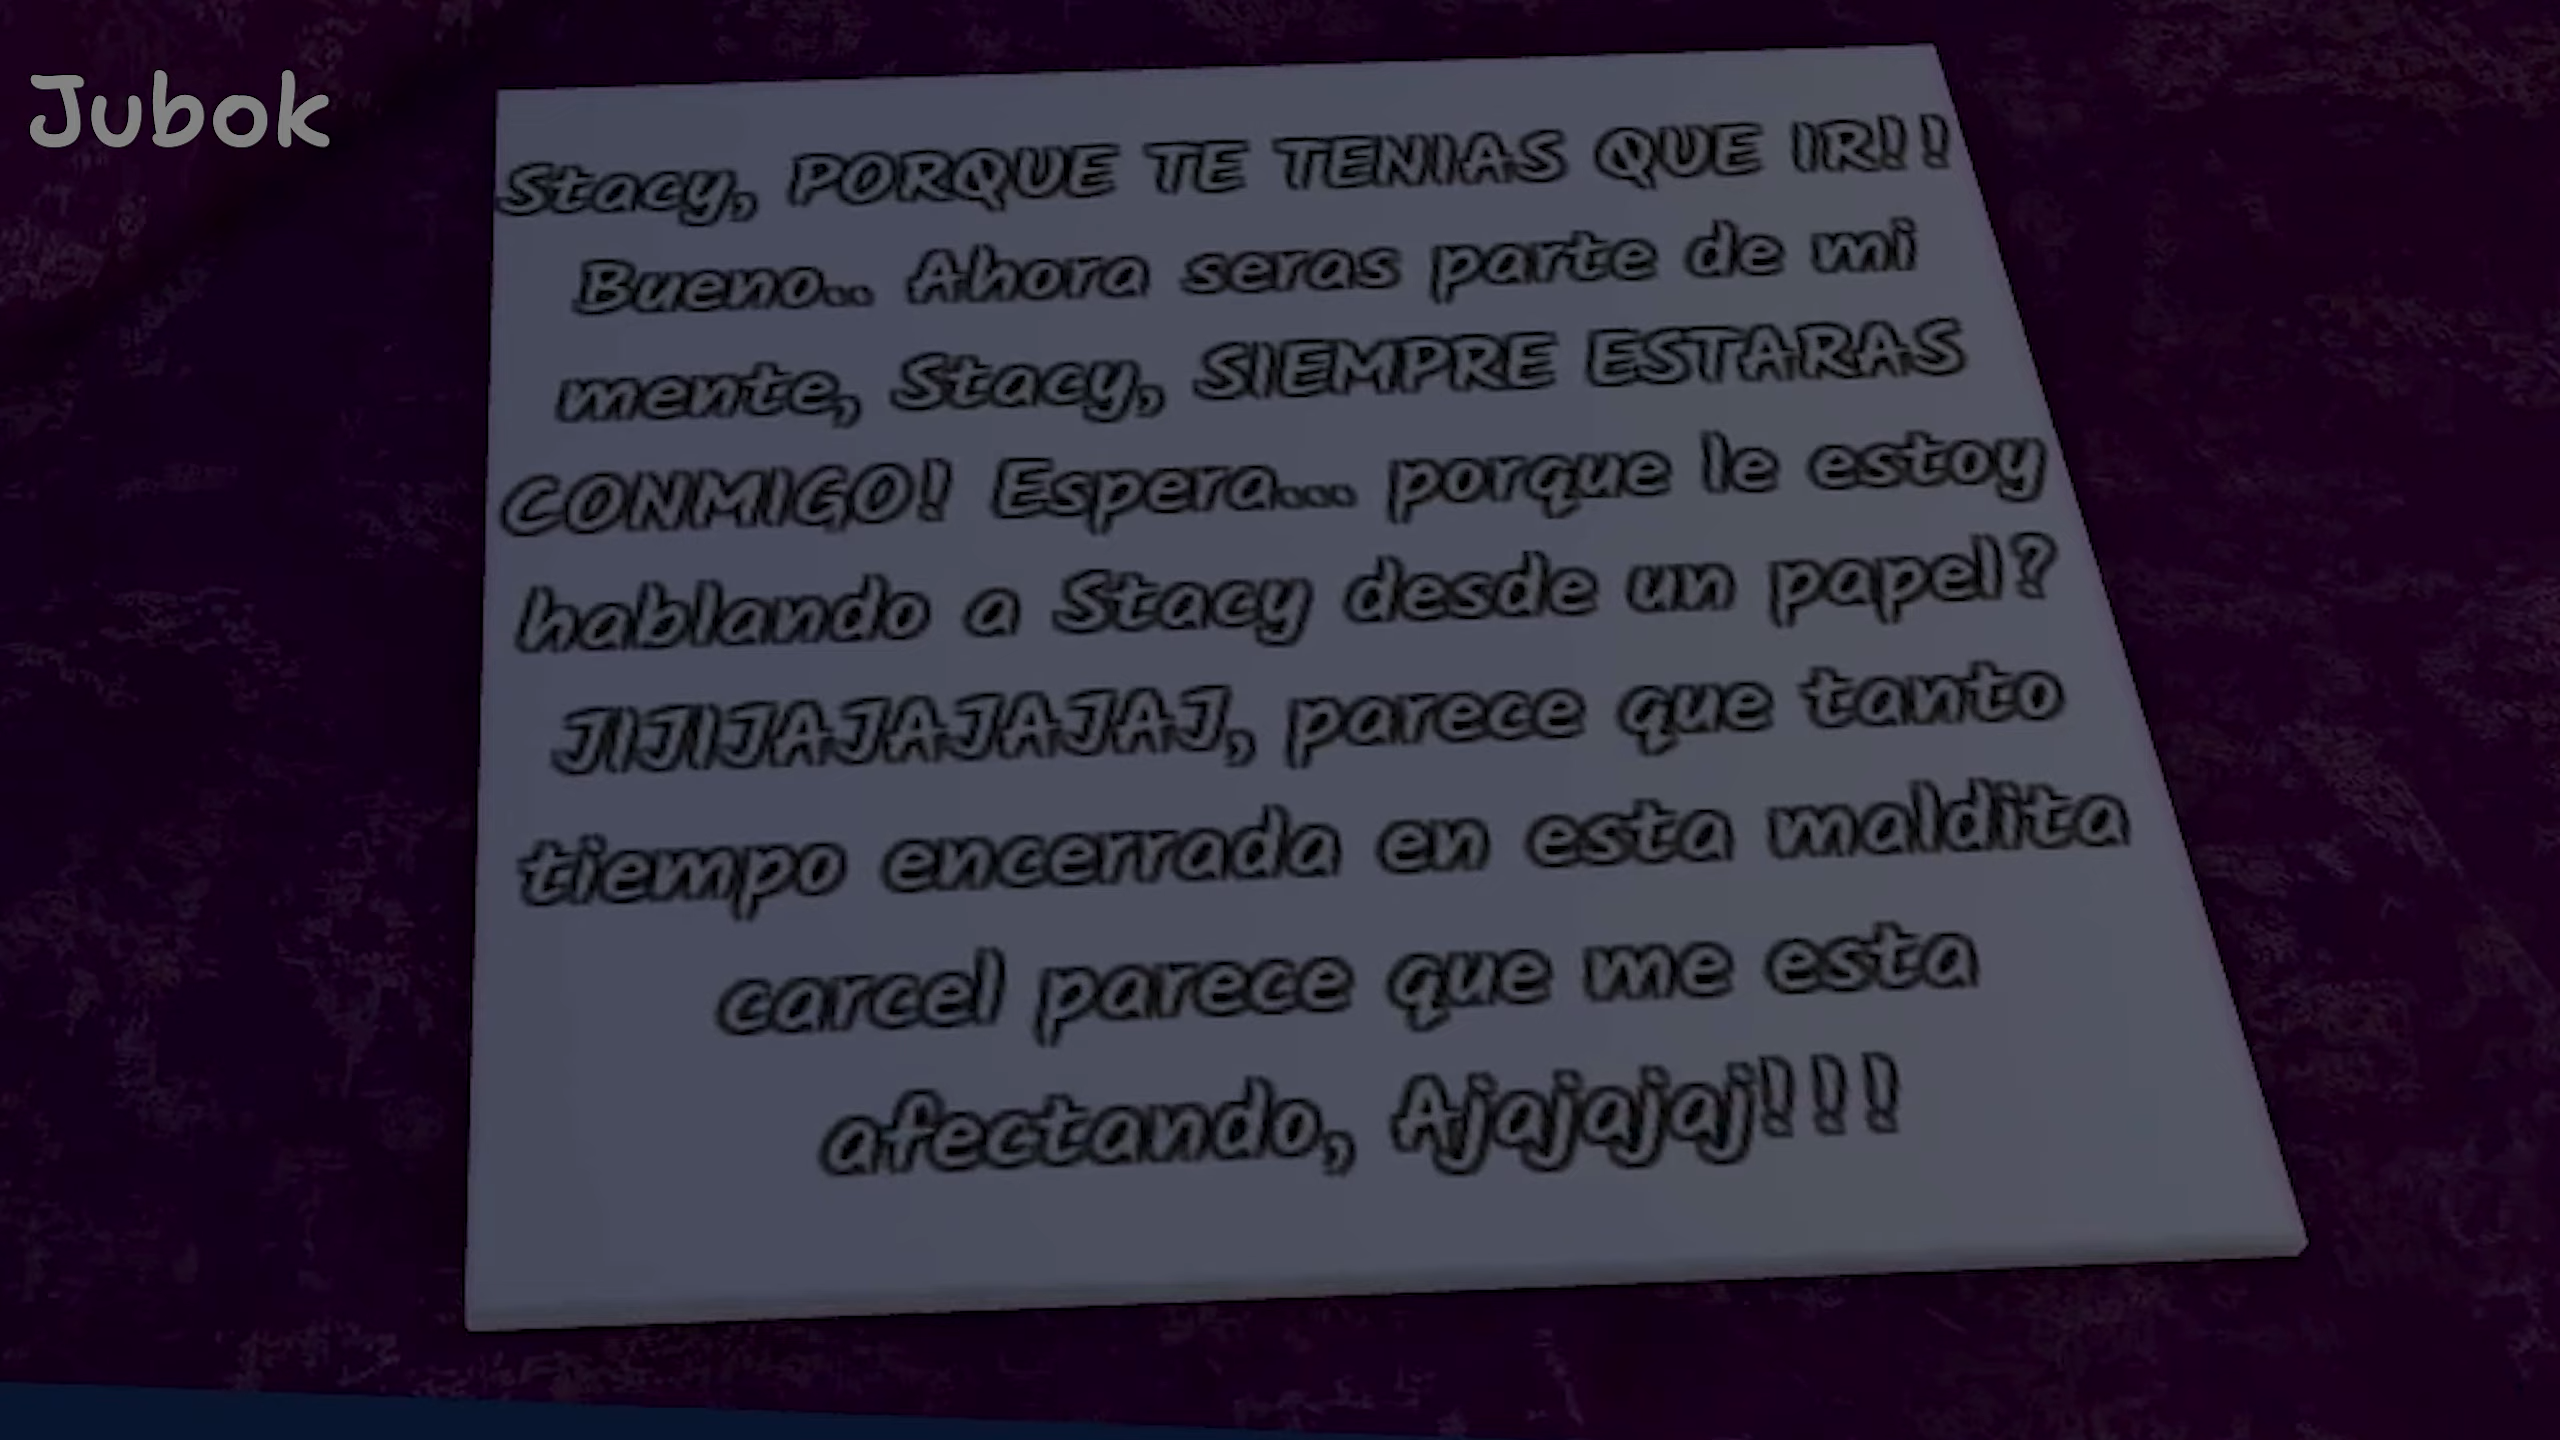 Jubok
Stacy, PORQUE TE TENIAS QUE IR!!
Bueno.. Ahora seras parte de mi
mente, Stacy, SIEMPRE ESTARAS
CONMIGO! Espera... porque le estoy
hablando a Stacy desde un papel?
JIJIJAJAJAJAJ, parece que tanto
tiempo encerrada en esta maldita
carcel parece que me esta
afectando, Ajajajaj!!!